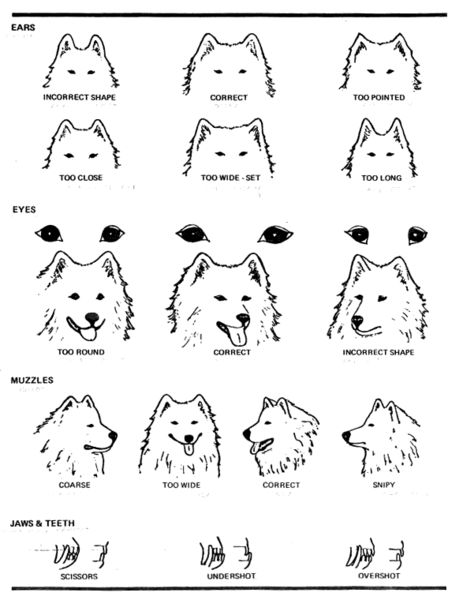 EARS
INCORRECT SHAPE CORRECT TOO POINTED
TOO CLOSE TOO WIDE - SET TOO LONG
EYES
TOO ROUND CORRECT INCORRECT SHAPE
MUZZLES
COARSE TOO WIDE CORRECT SNIPY
JAWS & TEETH
SCISSORS UNDERSHOT OVERSHOT